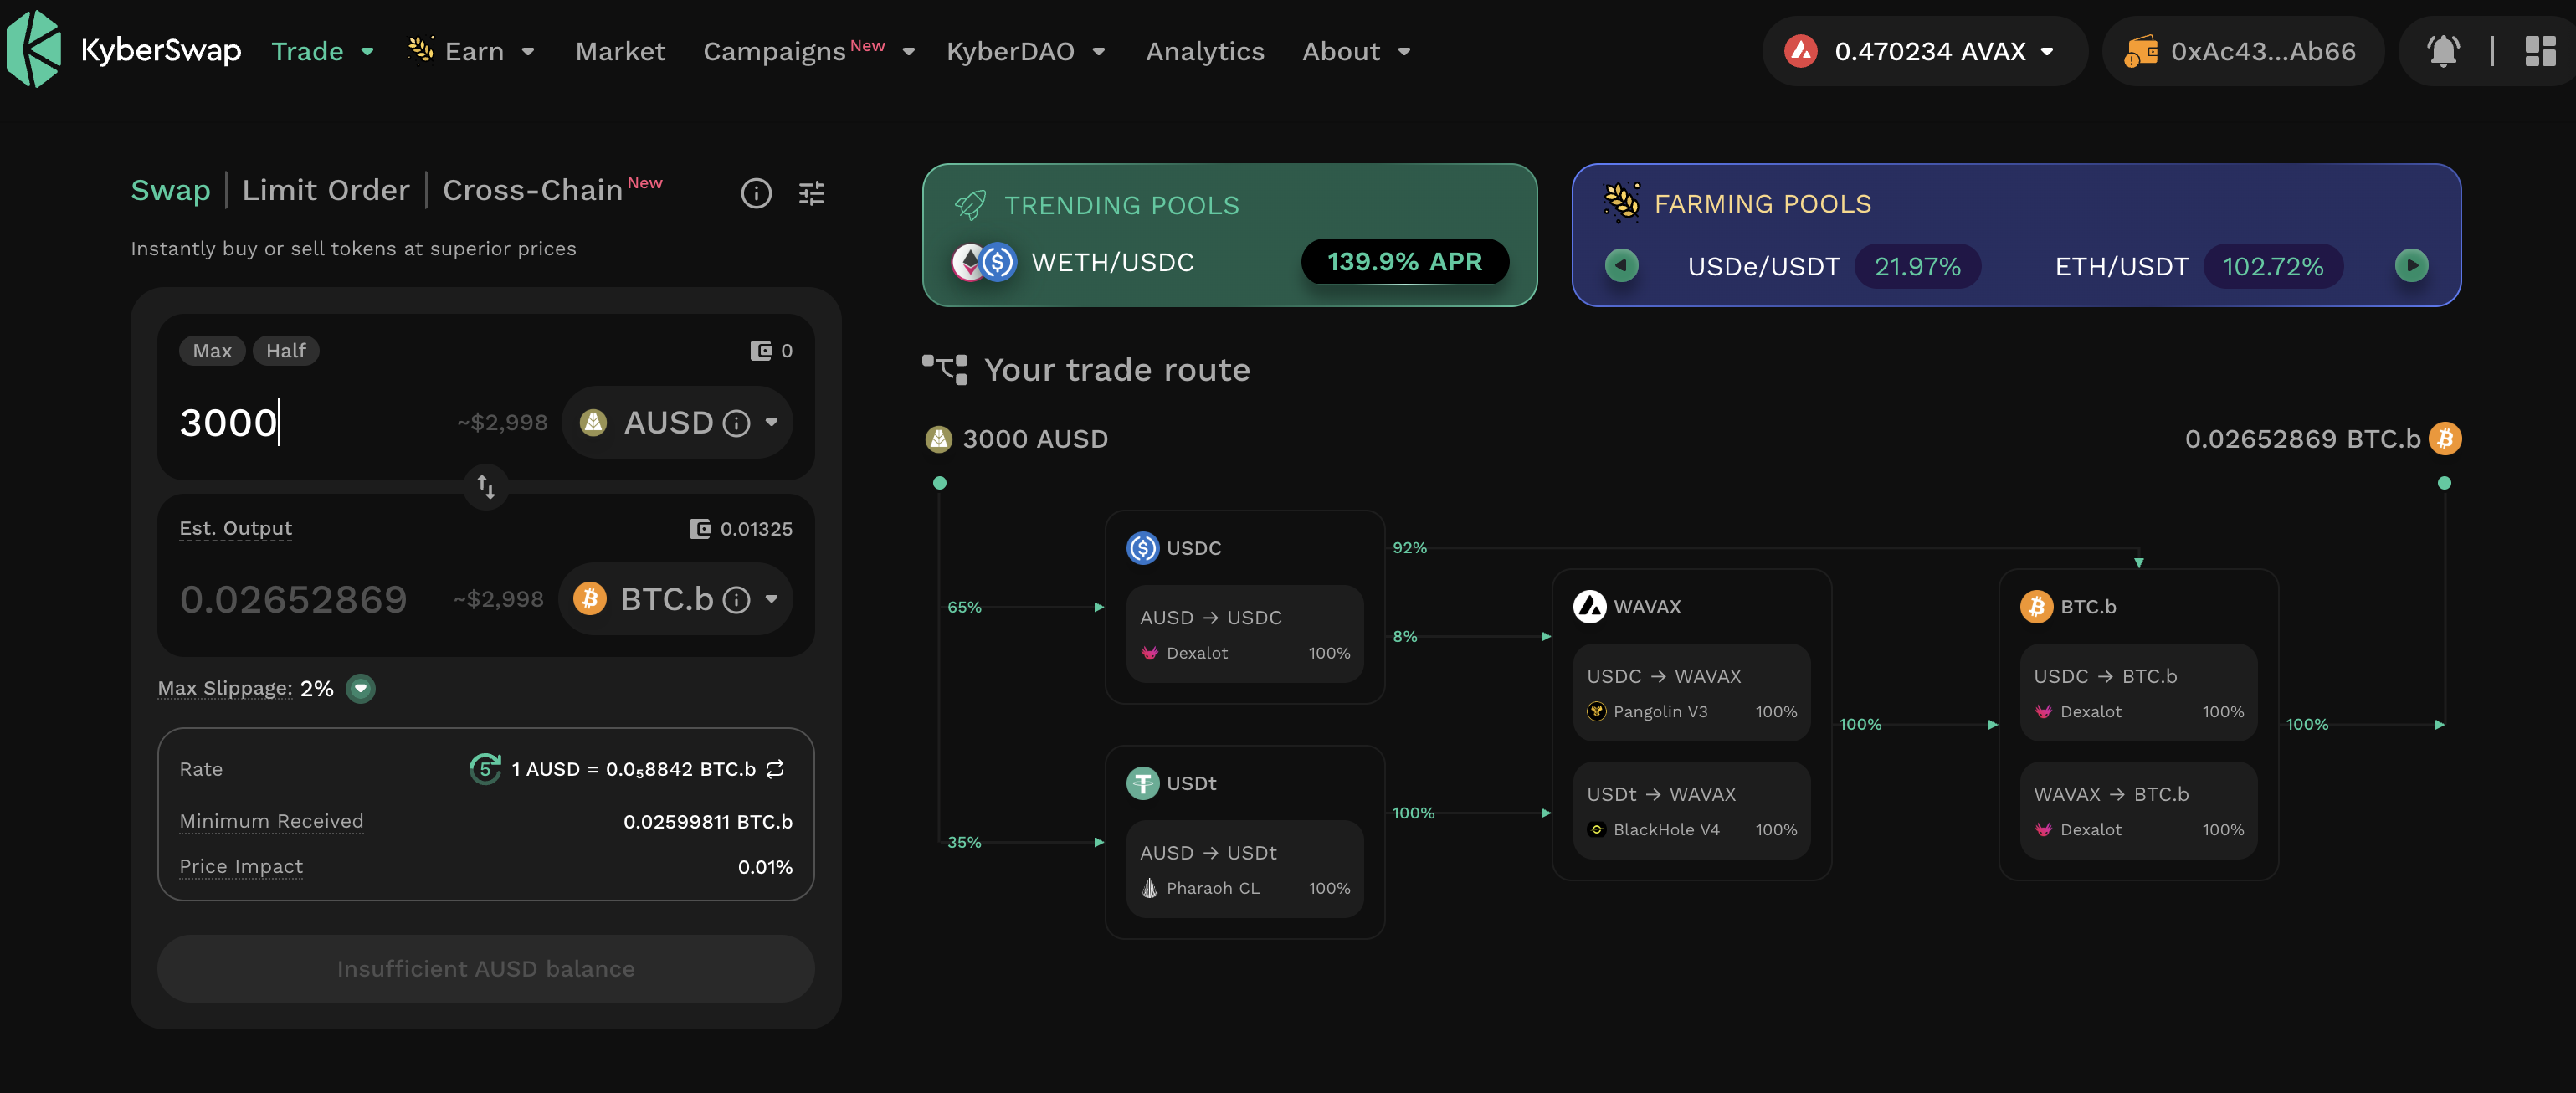 KyberSwap Trade Earn Market Campaigns New KyberDAO Analytics About 0.470234 AVAX 0xAc43...Ab66
Swap | Limit Order | Cross-Chain New
Instantly buy or sell tokens at superior prices
TRENDING POOLS
WETH/USDC 139.9% APR
FARMING POOLS
USDe/USDT 21.97% ETH/USDT 102.72%
Max Half 0
3000 ~$2,998 AUSD
Est. Output 0.01325
0.02652869 ~$2,998 BTC.b
Max Slippage: 2%
Rate 5 1 AUSD = 0.0₅8842 BTC.b
Minimum Received 0.02599811 BTC.b
Price Impact 0.01%
Insufficient AUSD balance
Your trade route
3000 AUSD 0.02652869 BTC.b
65%
USDC
AUSD → USDC
Dexalot 100%
35%
USDt
AUSD → USDt
Pharaoh CL 100%
92%
8%
100%
WAVAX
USDC → WAVAX
Pangolin V3 100%
USDt → WAVAX
BlackHole V4 100%
100%
BTC.b
USDC → BTC.b
Dexalot 100%
WAVAX → BTC.b
Dexalot 100%
100%